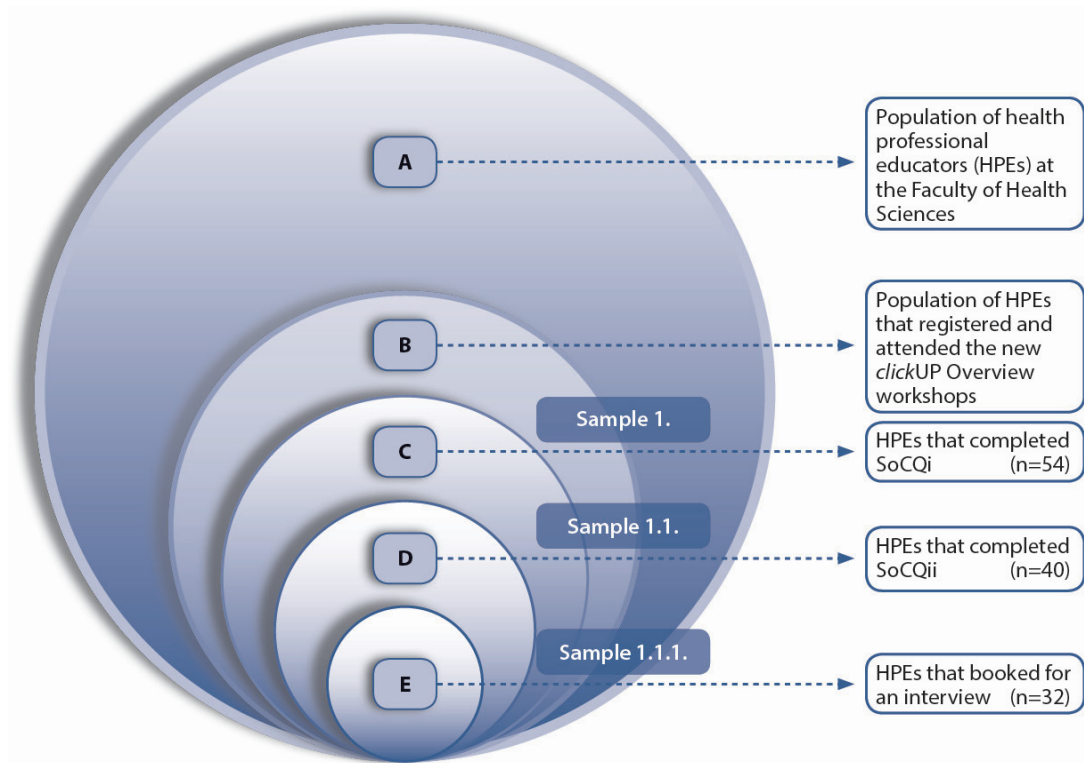 A
Population of health
professional
educators (HPEs) at
the Faculty of Health
Sciences
B
Population of HPEs
that registered and
attended the new
clickUP Overview
workshops
Sample 1.
C
HPEs that completed
SoCQi (n=54)
Sample 1.1.
D
HPEs that completed
SoCQii (n=40)
Sample 1.1.1.
E
HPEs that booked for
an interview (n=32)